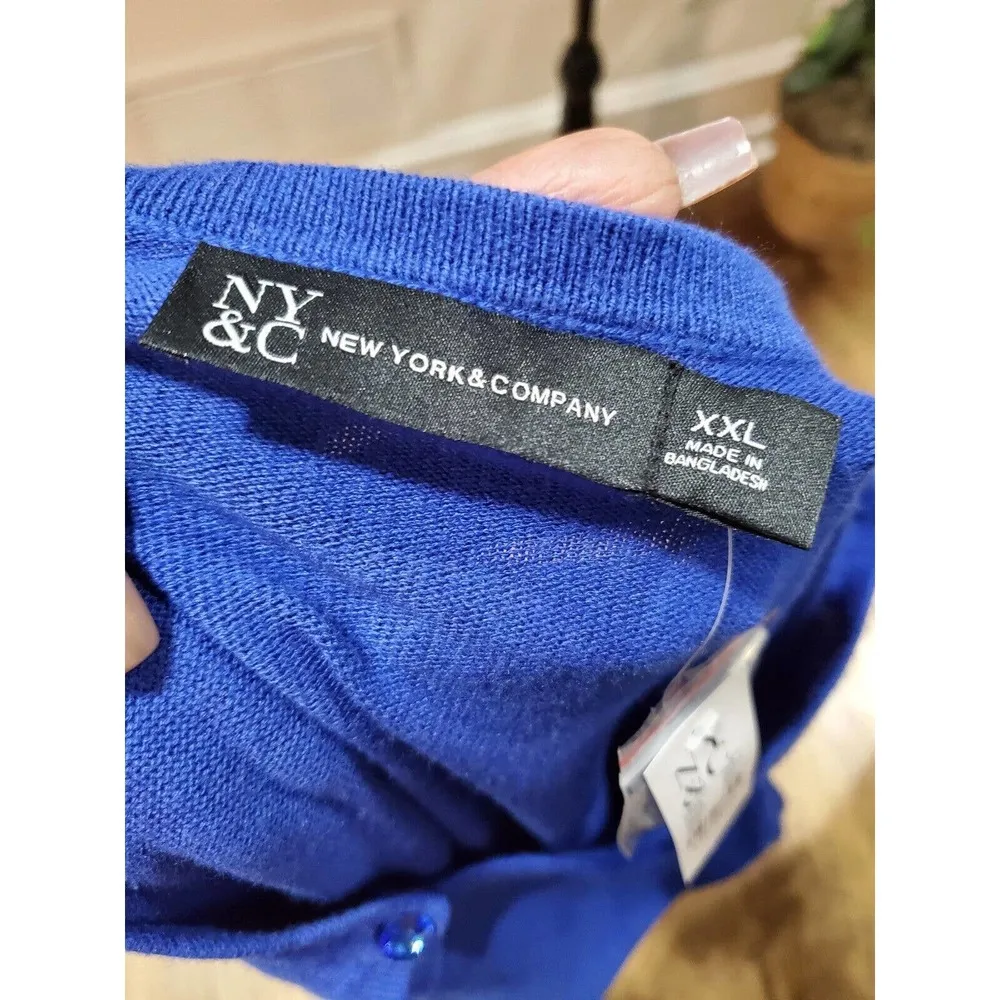 NY
&C
NEW YORK & COMPANY
XXL
MADE IN
BANGLADESH